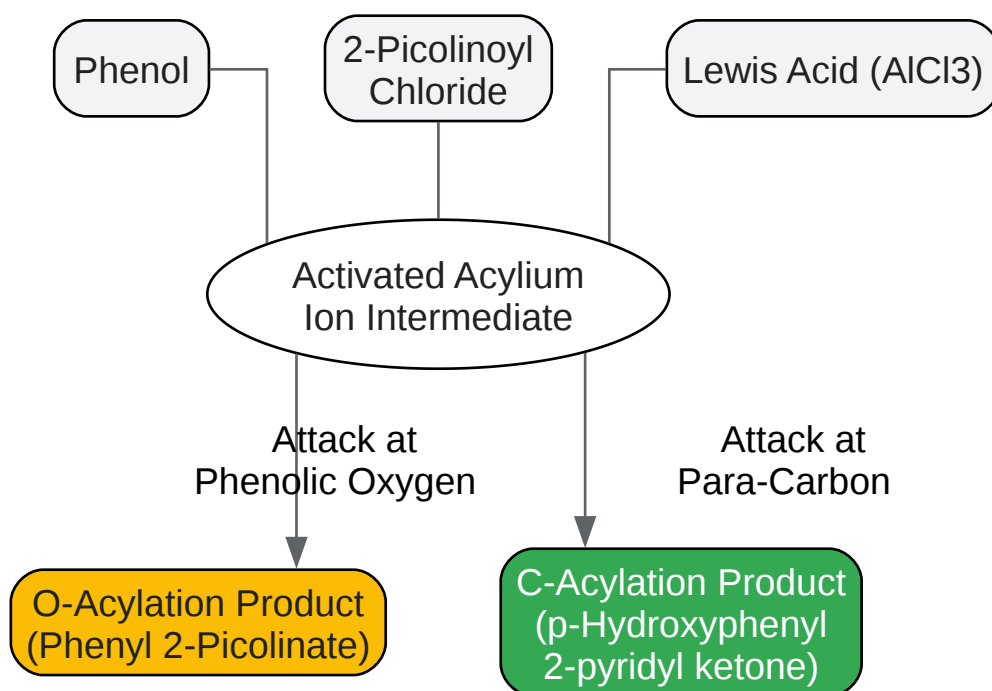 Phenol
2-Picolinoyl
Chloride
Lewis Acid (AlCl3)
Activated Acylium
Ion Intermediate
Attack at
Phenolic Oxygen
Attack at
Para-Carbon
O-Acylation Product
(Phenyl 2-Picolinate)
C-Acylation Product
(p-Hydroxyphenyl
2-pyridyl ketone)